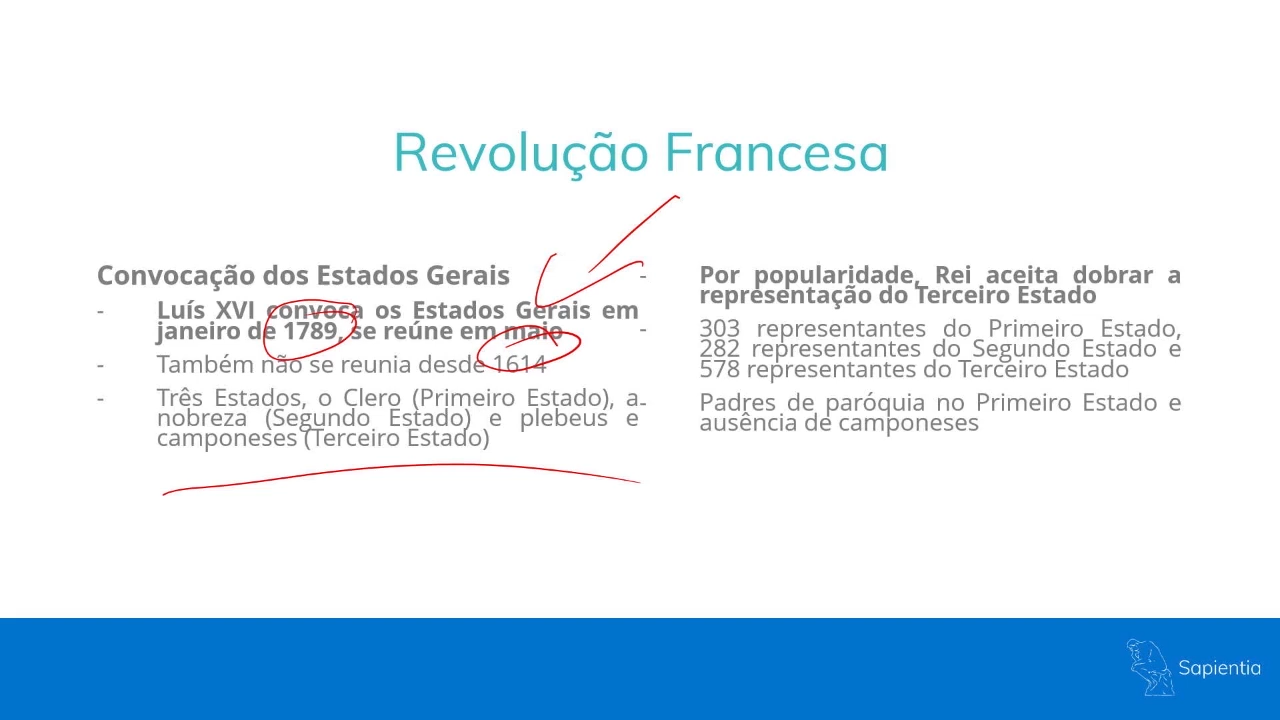 Revolução Francesa
Convocação dos Estados Gerais
- Luís XVI convoca os Estados Gerais em
janeiro de 1789, se reúne em maio
- Também não se reunia desde 1614
- Três Estados, o Clero (Primeiro Estado), a
nobreza (Segundo Estado) e plebeus e
camponeses (Terceiro Estado)
- Por popularidade, Rei aceita dobrar a
representação do Terceiro Estado
- 303 representantes do Primeiro Estado,
282 representantes do Segundo Estado e
578 representantes do Terceiro Estado
- Padres de paróquia no Primeiro Estado e
ausência de camponeses
Sapientia